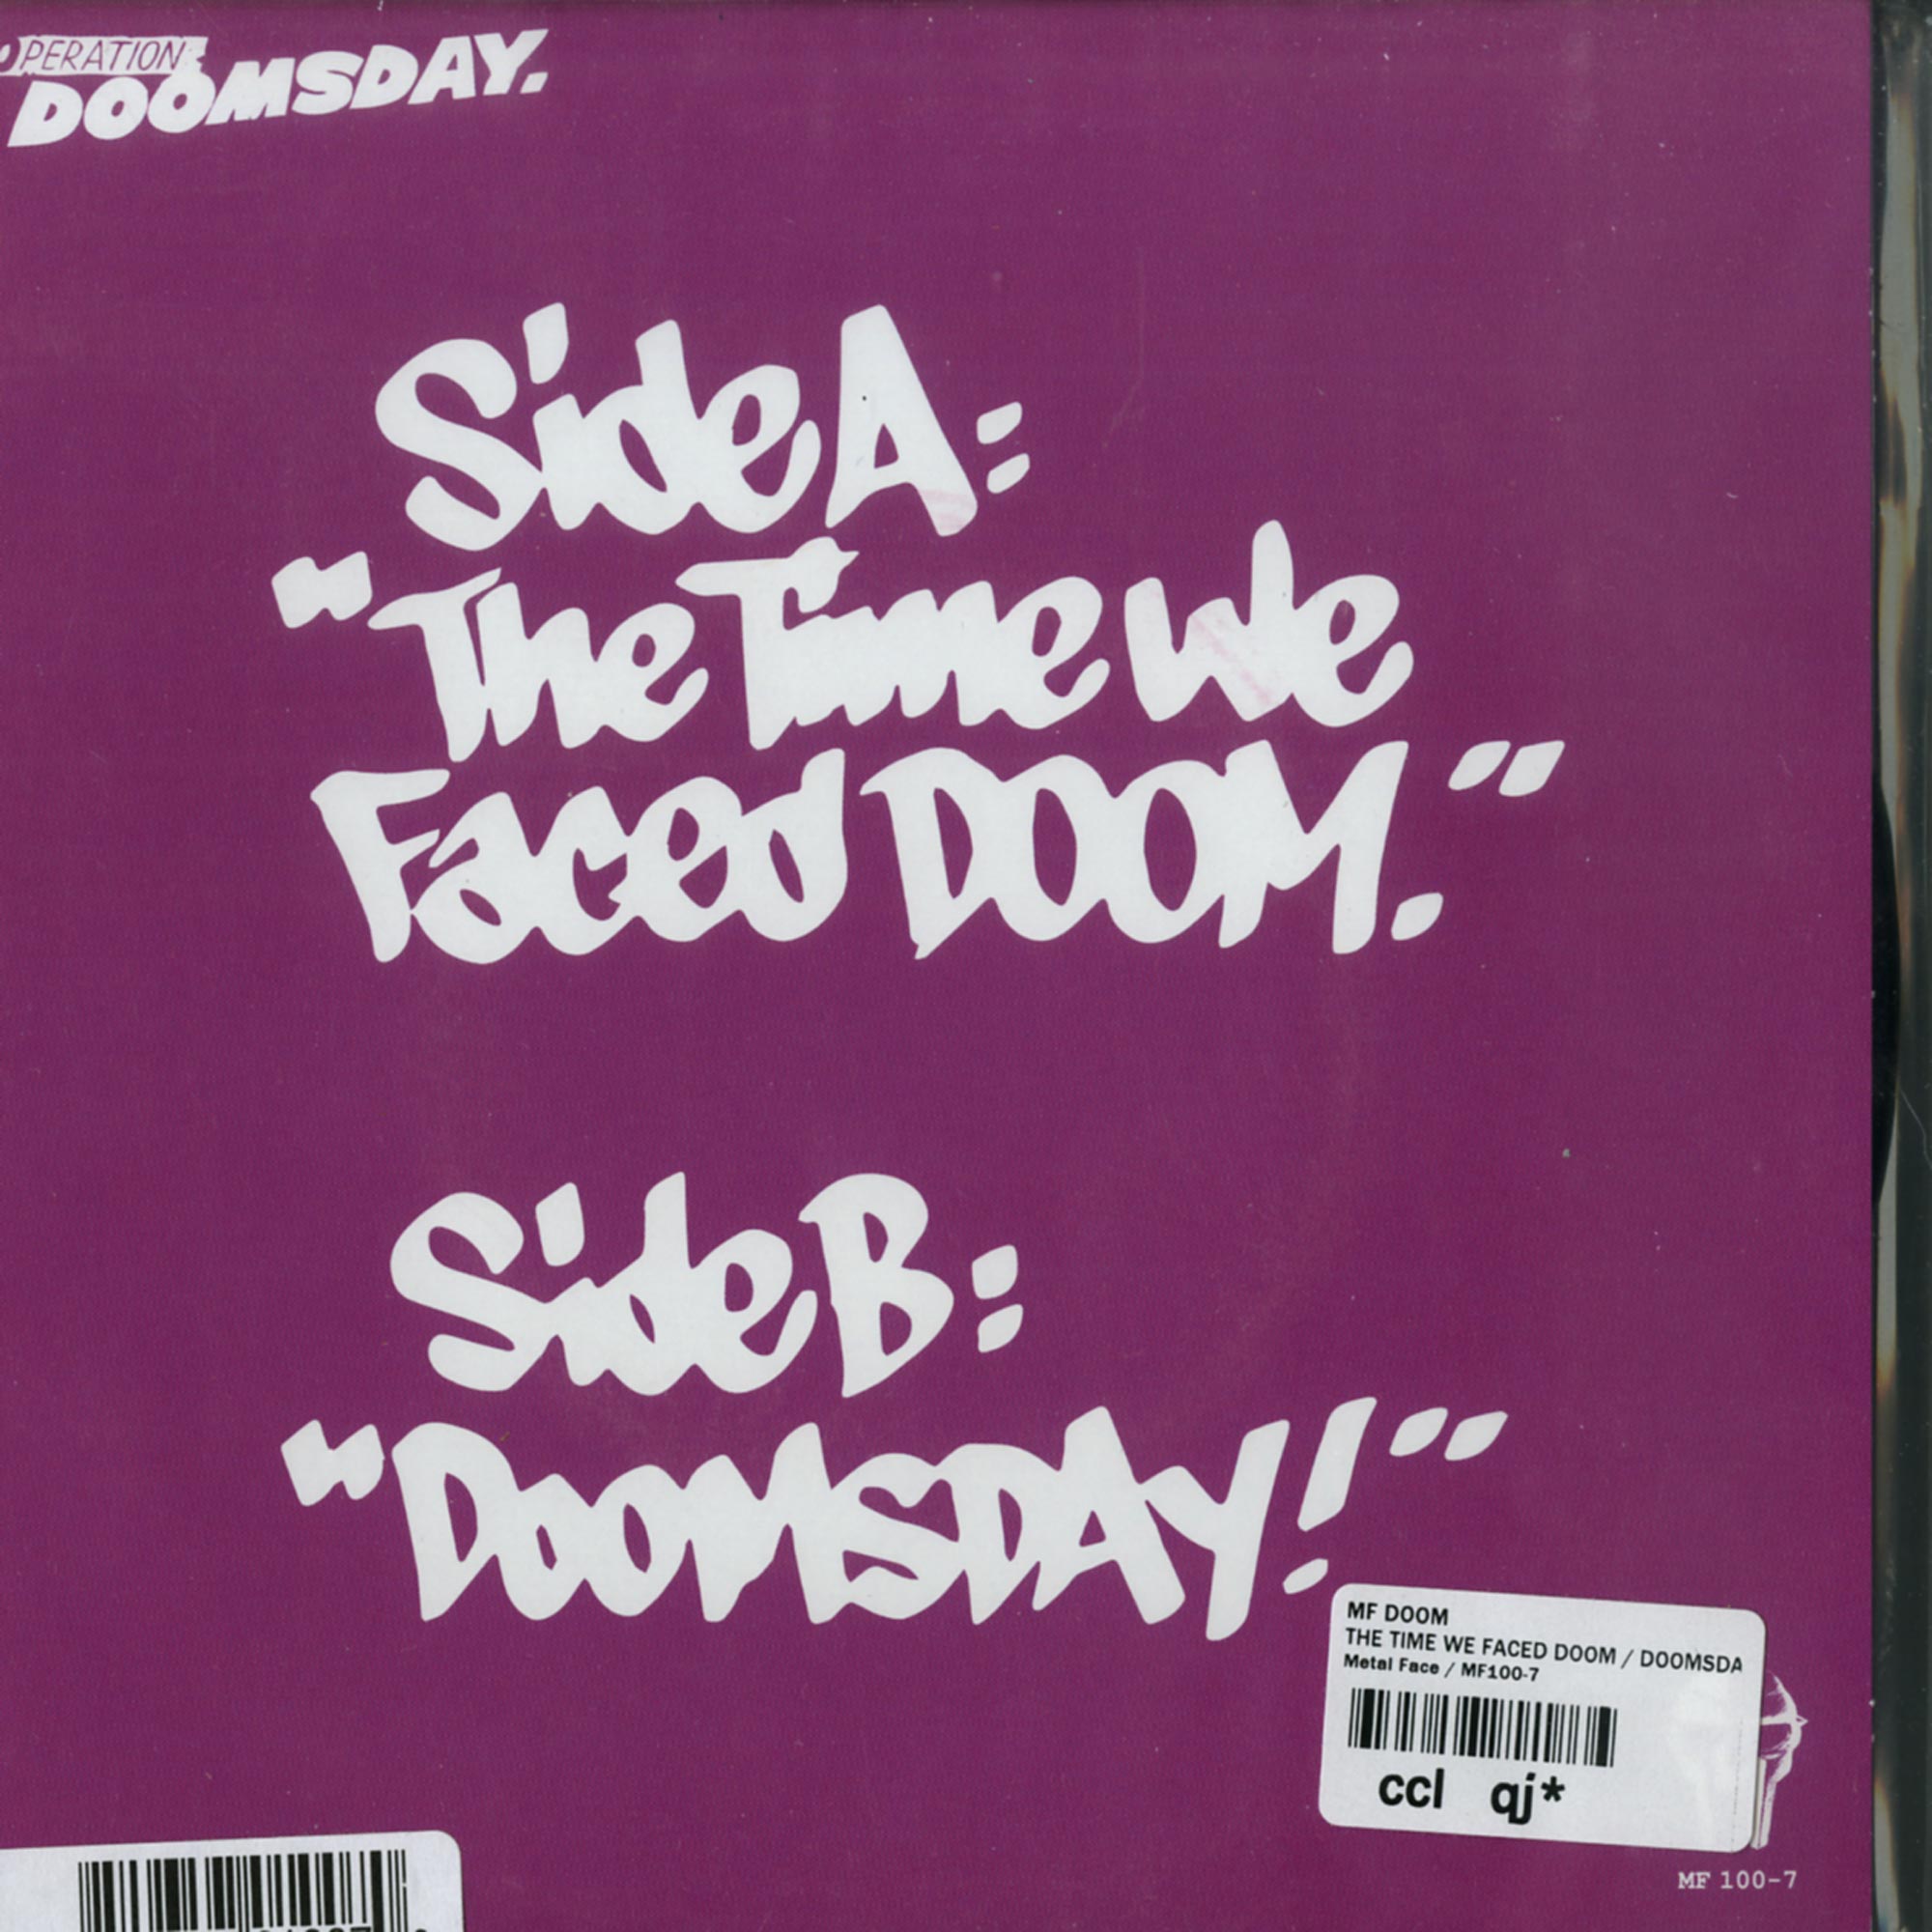 OPERATION:
DOOMSDAY.
Side A:
"The Time We
Faced DOOM."
Side B:
"DOOMSDAY!"
MF DOOM
THE TIME WE FACED DOOM / DOOMSDA
Metal Face / MF100-7
ccl qj*
MF 100-7